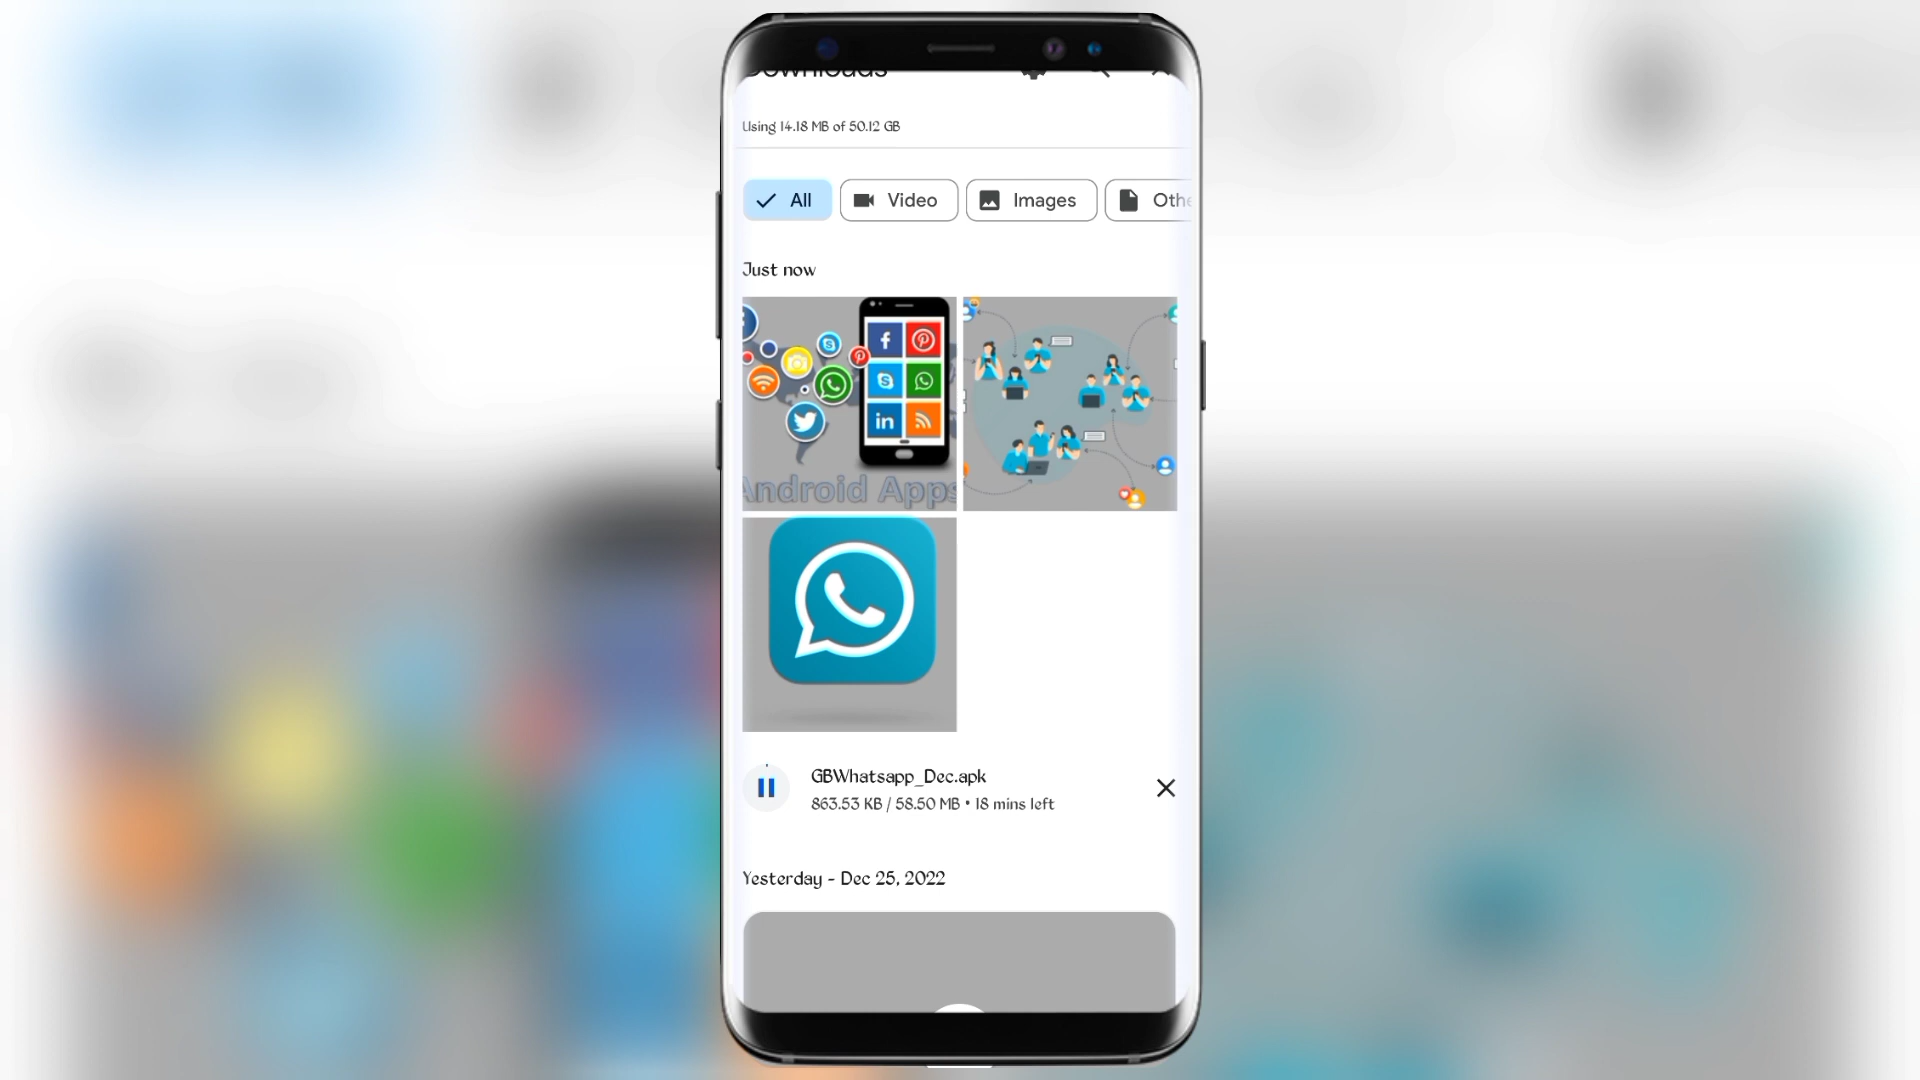 Downloads
Using 14.18 MB of 50.12 GB
All
Video
Images
Just now
in
Android Apps
GBWhatsapp_Dec.apk
863.53 KB / 58.50 MB • 18 mins left
Yesterday - Dec 25, 2022